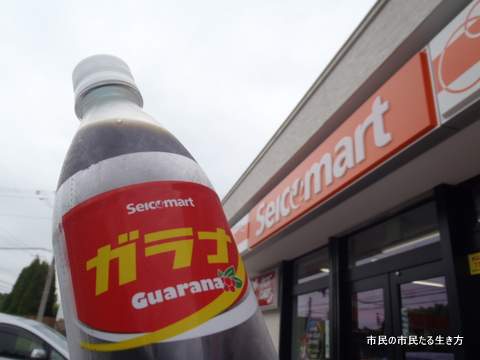 Seicomart
ガラナ
Guarana
Seicomart
市民の市民たる生き方